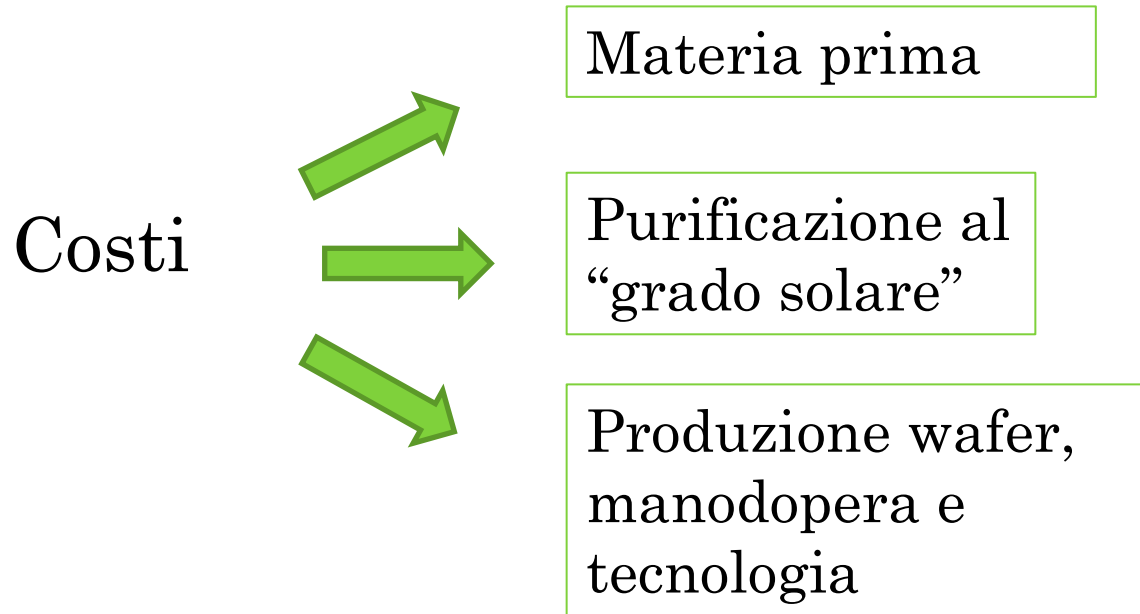 Costi
Materia prima
Purificazione al
“grado solare”
Produzione wafer,
manodopera e
tecnologia